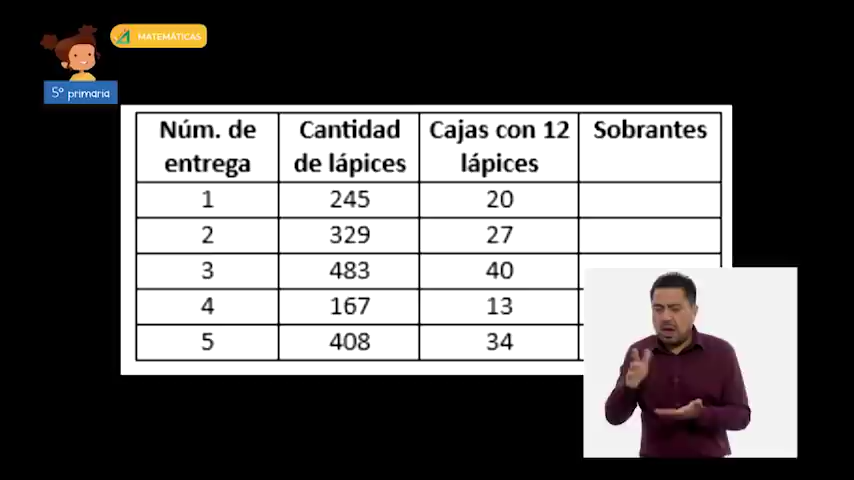 MATEMÁTICAS
5° primaria
Núm. de entrega Cantidad de lápices Cajas con 12 lápices Sobrantes
1 245 20
2 329 27
3 483 40
4 167 13
5 408 34